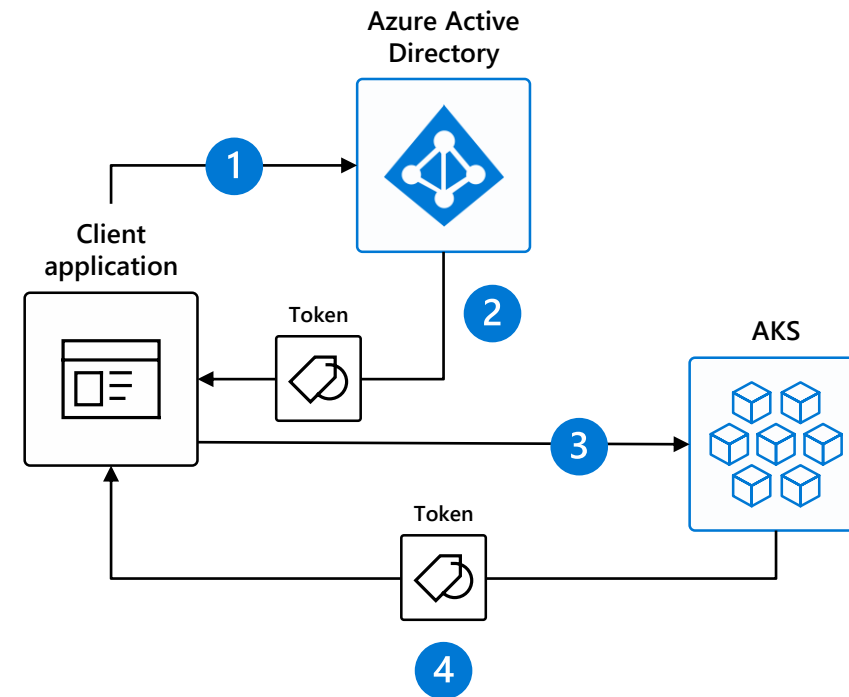 Azure Active
Directory
1
Client
application
Token
2
AKS
3
Token
4